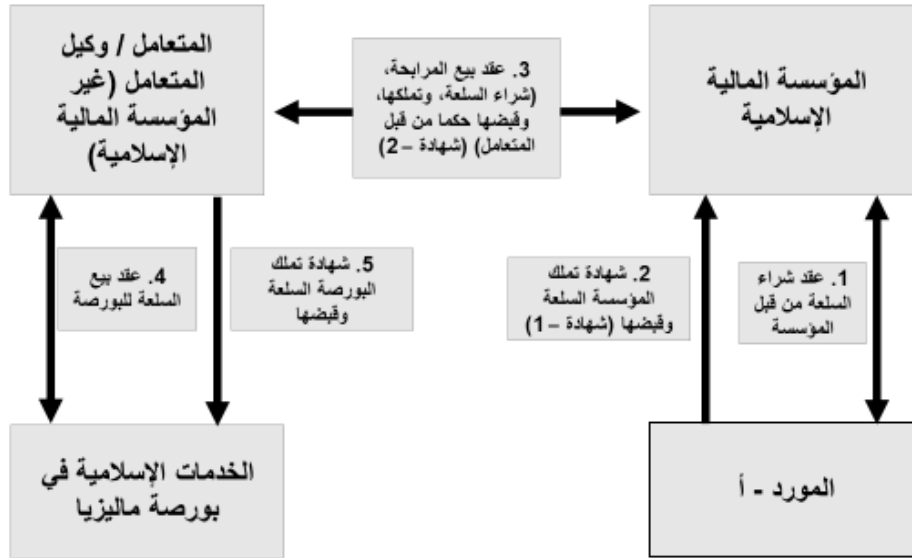 المؤسسة المالية
الإسلامية
3. عقد بيع المرابحة،
(شراء السلعة، وتملكها،
وقبضها حكما من قبل
المتعامل) (شهادة – 2)
المتعامل / وكيل
المتعامل (غير
المؤسسة المالية
الإسلامية)
1. عقد شراء
السلعة من قبل
المؤسسة
2. شهادة تملك
المؤسسة السلعة
وقبضها (شهادة – 1)
5. شهادة تملك
البورصة السلعة
وقبضها
4. عقد بيع
السلعة للبورصة
المورد - أ
الخدمات الإسلامية في
بورصة ماليزيا